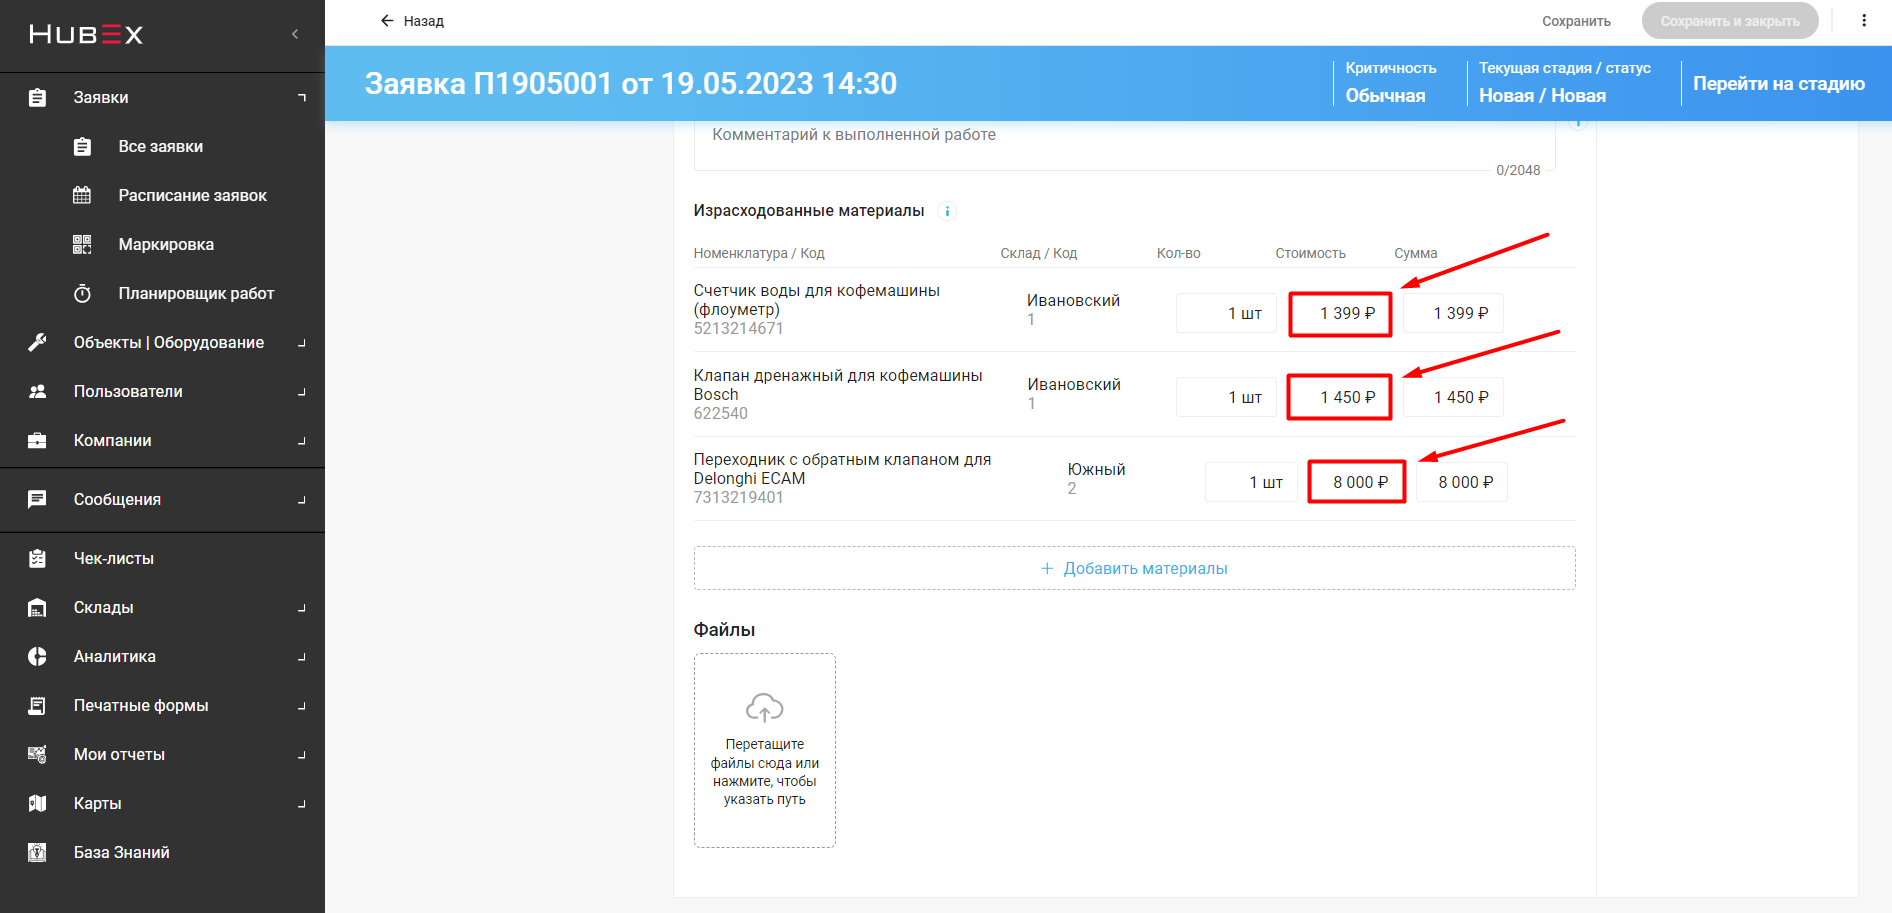 HUBEX
Заявки
Все заявки
Расписание заявок
Маркировка
Планировщик работ
Объекты | Оборудование
Пользователи
Компании
Сообщения
Чек-листы
Склады
Аналитика
Печатные формы
Мои отчеты
Карты
База Знаний
Назад
Сохранить
Сохранить и закрыть
Заявка П1905001 от 19.05.2023 14:30
Критичность
Обычная
Текущая стадия / статус
Новая / Новая
Перейти на стадию
Комментарий к выполненной работе
0/2048
Израсходованные материалы
Номенклатура / Код Склад / Код Кол-во Стоимость Сумма
Счетчик воды для кофемашины
(флоуметр)
5213214671
Ивановский
1
1 шт 1 399 ₽ 1 399 ₽
Клапан дренажный для кофемашины
Bosch
622540
Ивановский
1
1 шт 1 450 ₽ 1 450 ₽
Переходник с обратным клапаном для
Delonghi ECAM
7313219401
Южный
2
1 шт 8 000 ₽ 8 000 ₽
+ Добавить материалы
Файлы
Перетащите
файлы сюда или
нажмите, чтобы
указать путь